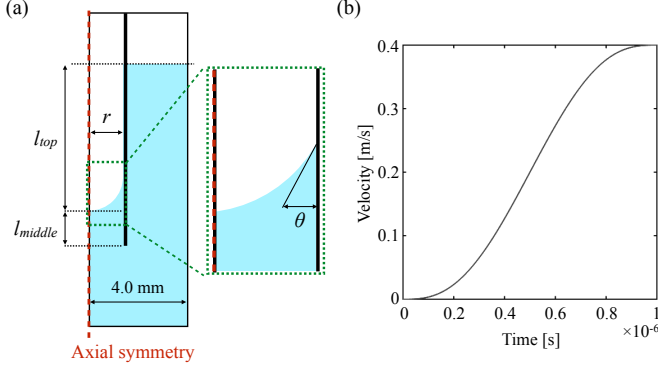 (a)
l_top
r
l_middle
θ
4.0 mm
Axial symmetry
(b)
Velocity [m/s]
0.4
0.3
0.2
0.1
0
0 0.2 0.4 0.6 0.8 1
×10⁻⁶
Time [s]